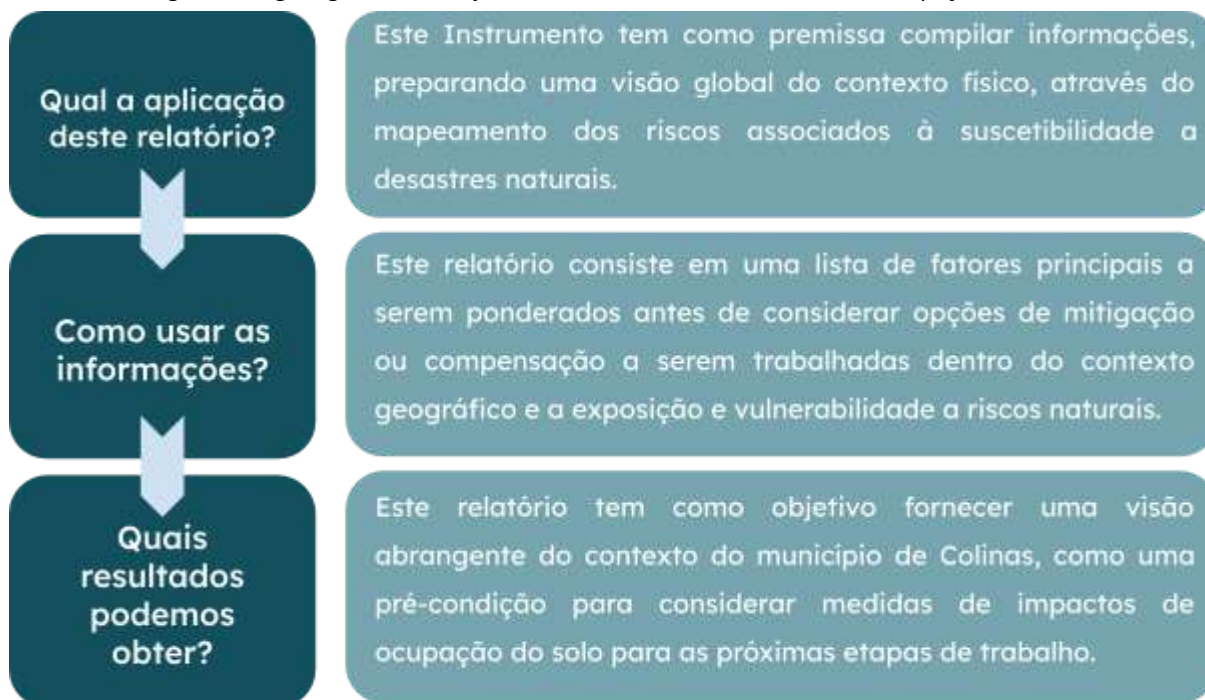 Qual a aplicação
deste relatório?
Este Instrumento tem como premissa compilar informações,
preparando uma visão global do contexto físico, através do
mapeamento dos riscos associados à suscetibilidade a
desastres naturais.
Como usar as
informações?
Este relatório consiste em uma lista de fatores principais a
serem ponderados antes de considerar opções de mitigação
ou compensação a serem trabalhadas dentro do contexto
geográfico e a exposição e vulnerabilidade a riscos naturais.
Quais
resultados
podemos
obter?
Este relatório tem como objetivo fornecer uma visão
abrangente do contexto do município de Colinas, como uma
pré-condição para considerar medidas de impactos de
ocupação do solo para as próximas etapas de trabalho.